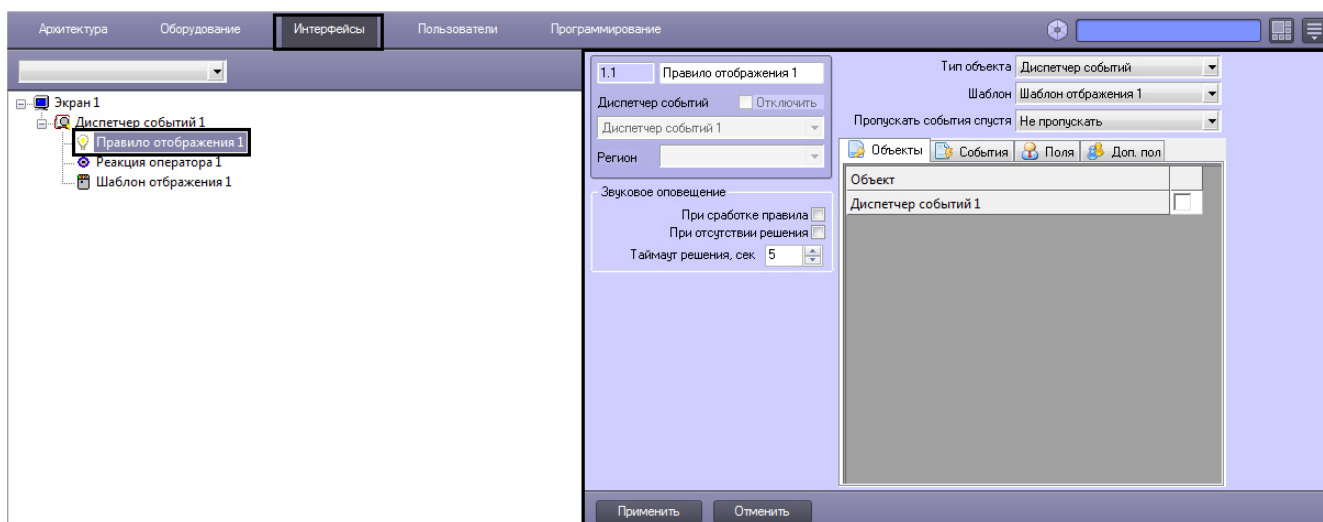 Архитектура Оборудование Интерфейсы Пользователи Программирование
Экран 1
Диспетчер событий 1
Правило отображения 1
Реакция оператора 1
Шаблон отбражения 1
1.1 Правило отображения 1
Диспетчер событий Отключить
Диспетчер событий 1
Регион
Звуковое оповещение
При сработке правила
При отсутствии решения
Таймаут решения, сек 5
Тип объекта Диспетчер событий
Шаблон Шаблон отбражения 1
Пропускать события спустя Не пропускать
Объекты События Поля Доп. пол
Объект
Диспетчер событий 1
Применить Отменить